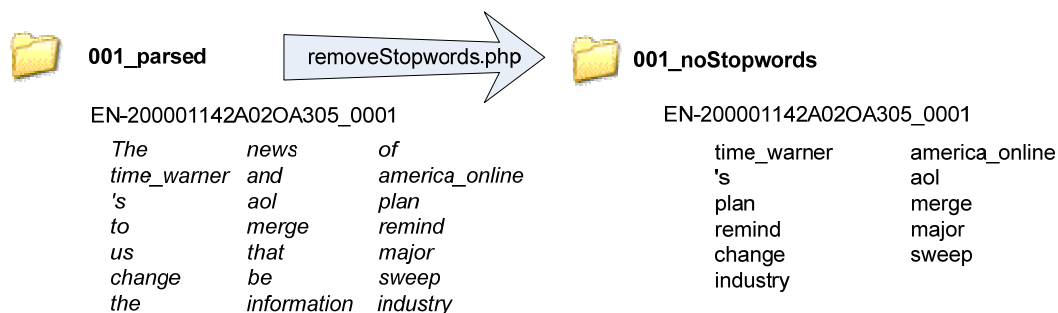 001_parsed removeStopwords.php 001_noStopwords
EN-200001142A02OA305_0001 EN-200001142A02OA305_0001
The news of
time_warner and america_online
's aol plan
to merge remind
us that major
change be sweep
the information industry
time_warner america_online
's aol
plan merge
remind major
change sweep
industry